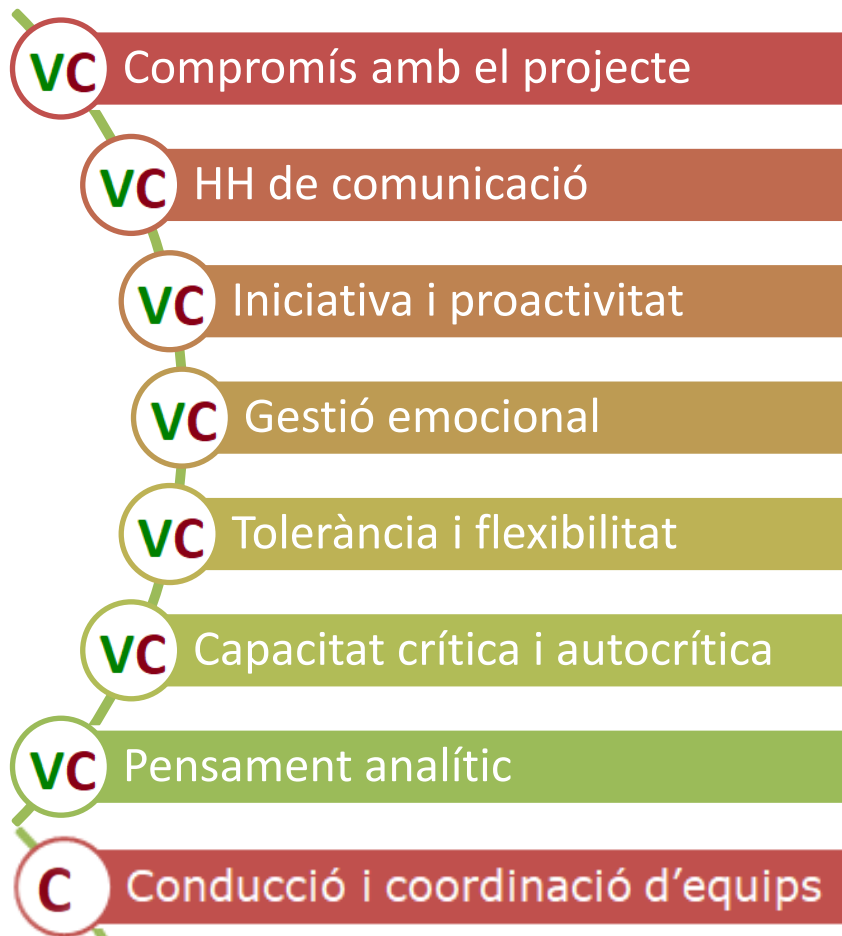 VC Compromís amb el projecte
VC HH de comunicació
VC Iniciativa i proactivitat
VC Gestió emocional
VC Tolerància i flexibilitat
VC Capacitat crítica i autocrítica
VC Pensament analític
C Conducció i coordinació d’equips